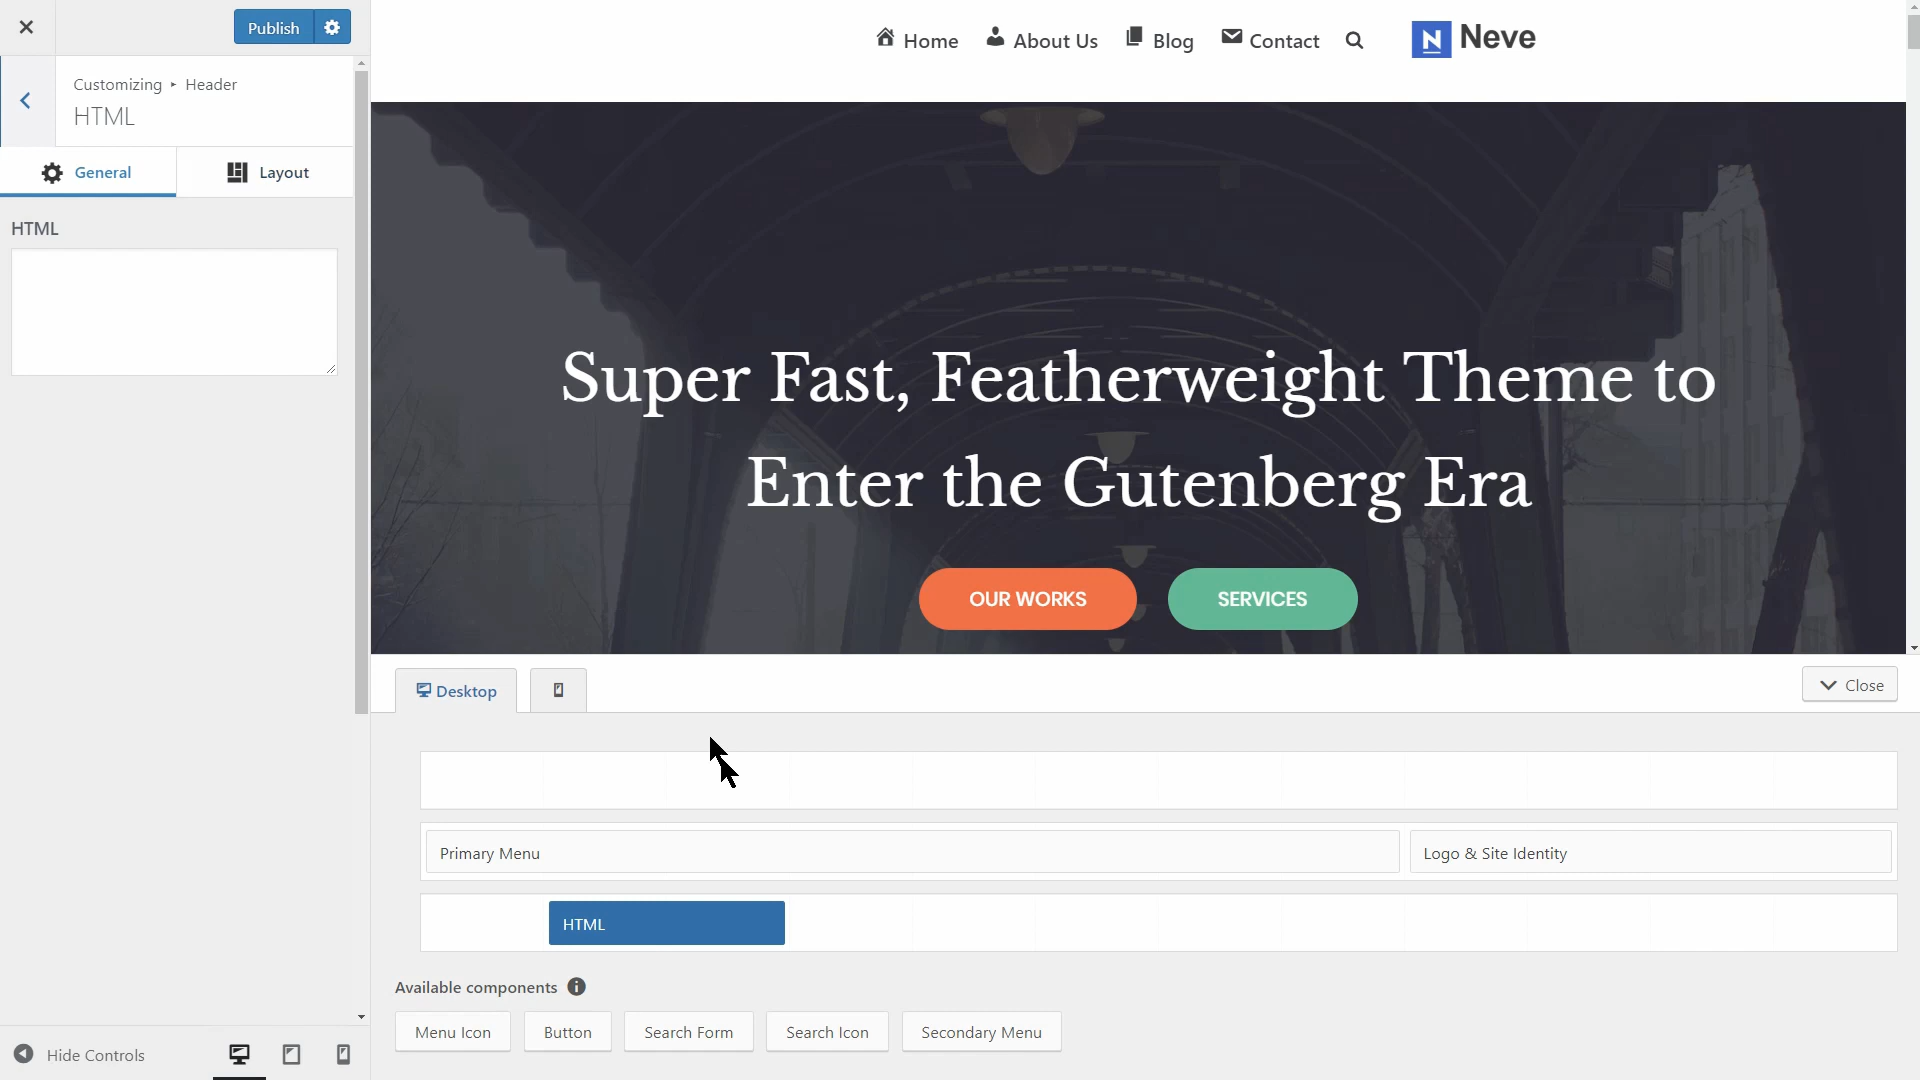 Publish
Customizing ▸ Header
HTML
General
Layout
HTML
Hide Controls
Home
About Us
Blog
Contact
N Neve
Super Fast, Featherweight Theme to
Enter the Gutenberg Era
OUR WORKS
SERVICES
Desktop
Close
Primary Menu
Logo & Site Identity
HTML
Available components
Menu Icon
Button
Search Form
Search Icon
Secondary Menu